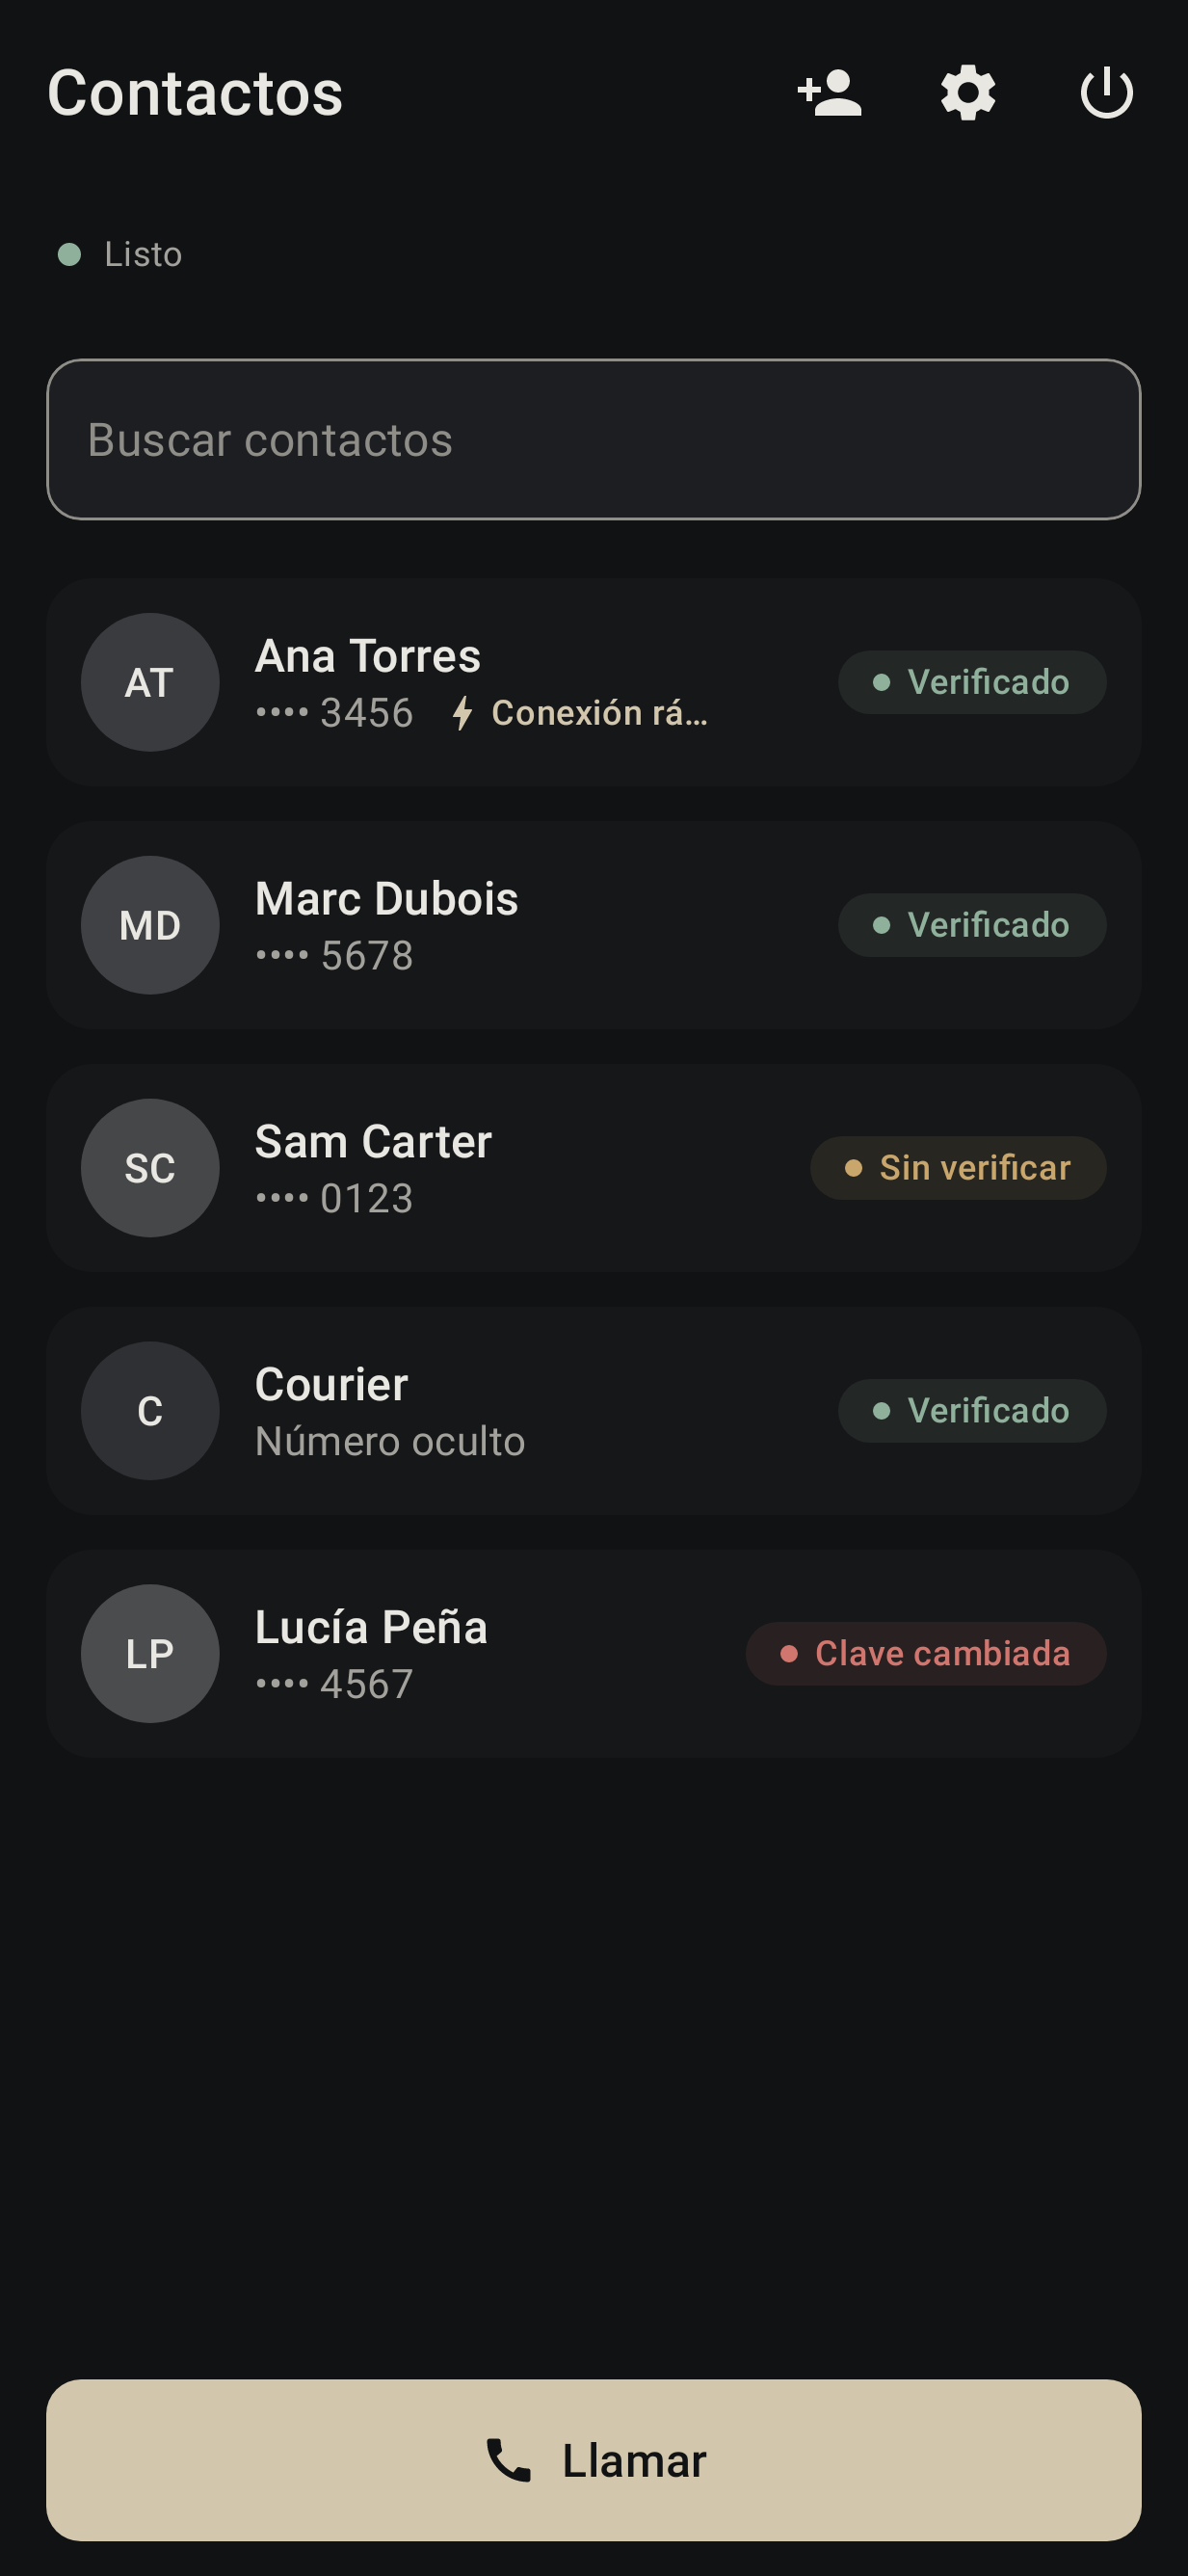 Contactos
Listo
Buscar contactos
AT
Ana Torres
•••• 3456 Conexión rá…
Verificado
MD
Marc Dubois
•••• 5678
Verificado
SC
Sam Carter
•••• 0123
Sin verificar
C
Courier
Número oculto
Verificado
LP
Lucía Peña
•••• 4567
Clave cambiada
Llamar